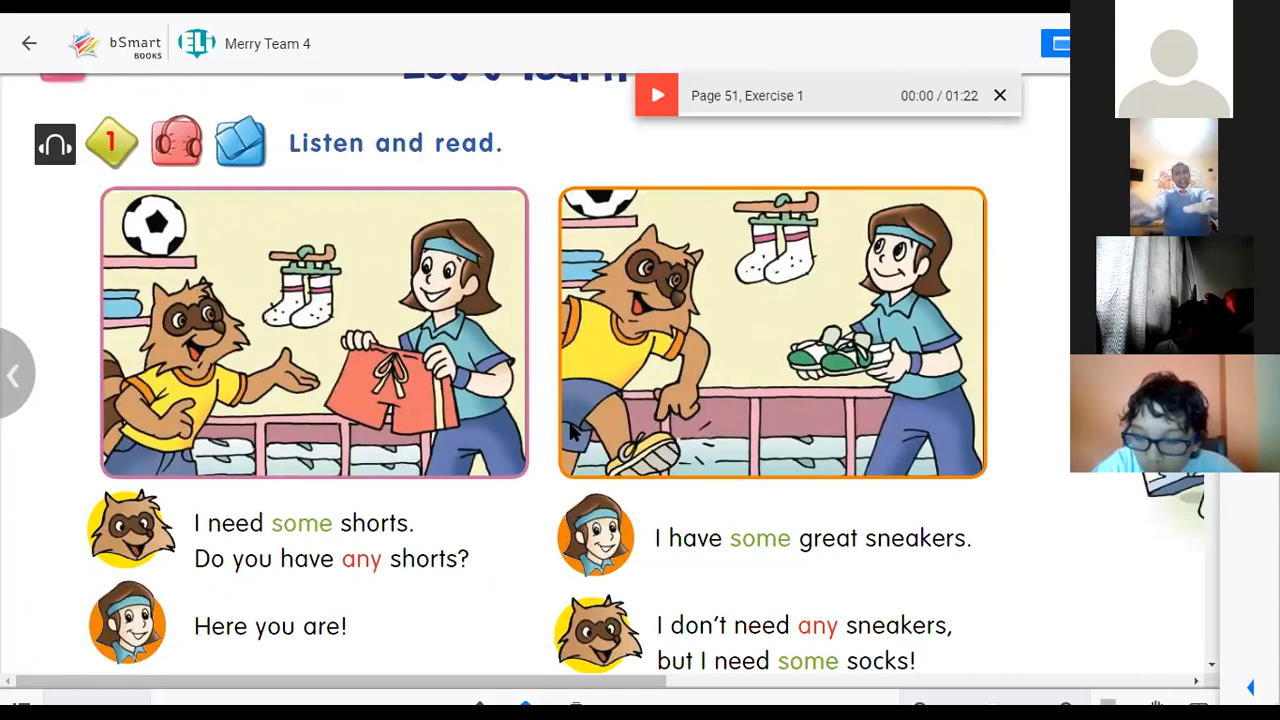 bSmart
BOOKS
ELi
Merry Team 4
Page 51, Exercise 1
00:00 / 01:22
1
Listen and read.
I need some shorts.
Do you have any shorts?
Here you are!
I have some great sneakers.
I don't need any sneakers,
but I need some socks!